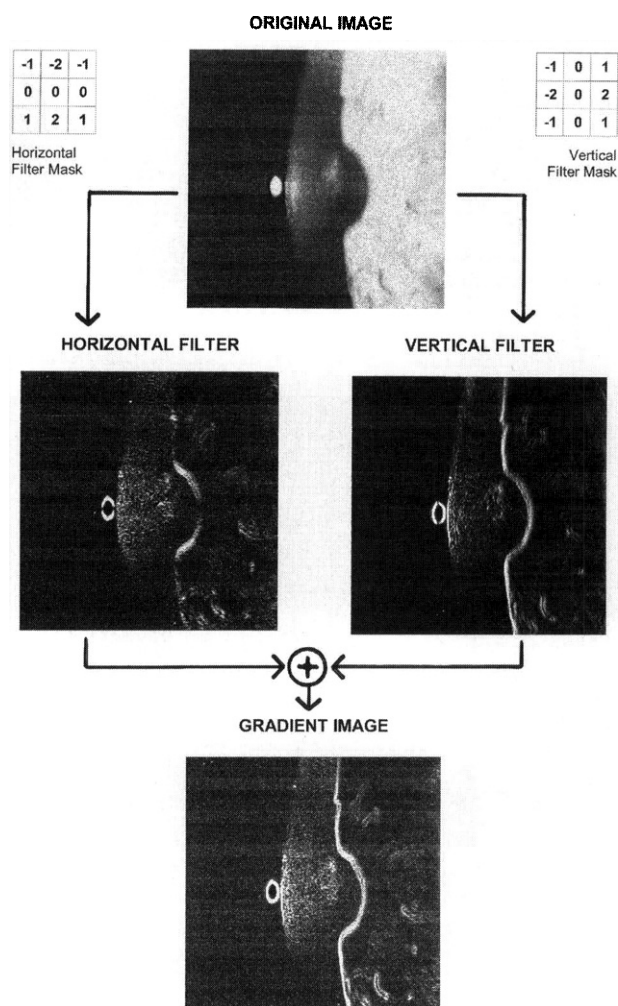 ORIGINAL IMAGE
-1 -2 -1
0 0 0
1 2 1
Horizontal
Filter Mask
-1 0 1
-2 0 2
-1 0 1
Vertical
Filter Mask
HORIZONTAL FILTER
VERTICAL FILTER
+
GRADIENT IMAGE